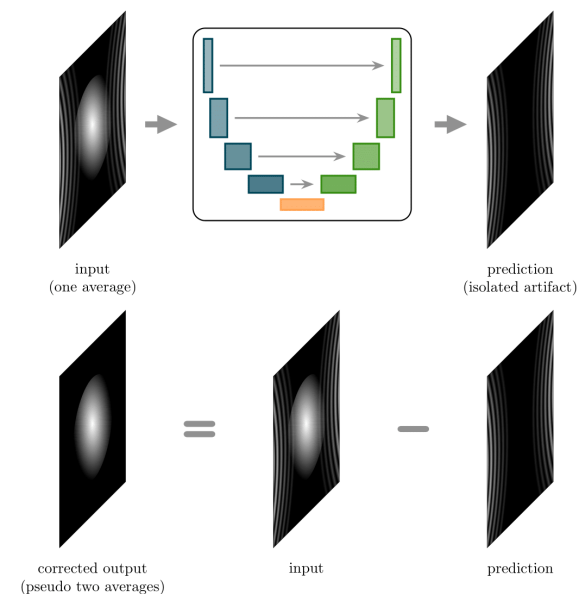 input
(one average)
prediction
(isolated artifact)
corrected output
(pseudo two averages)
input
prediction